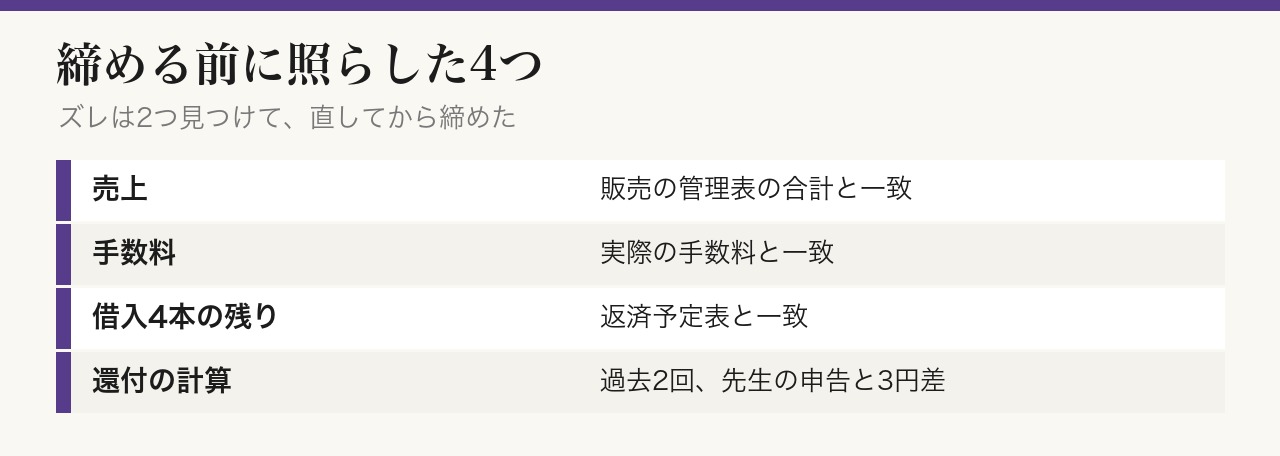 締める前に照らした4つ
ズレは2つ見つけて、直してから締めた
売上 販売の管理表の合計と一致
手数料 実際の手数料と一致
借入4本の残り 返済予定表と一致
還付の計算 過去2回、先生の申告と3円差